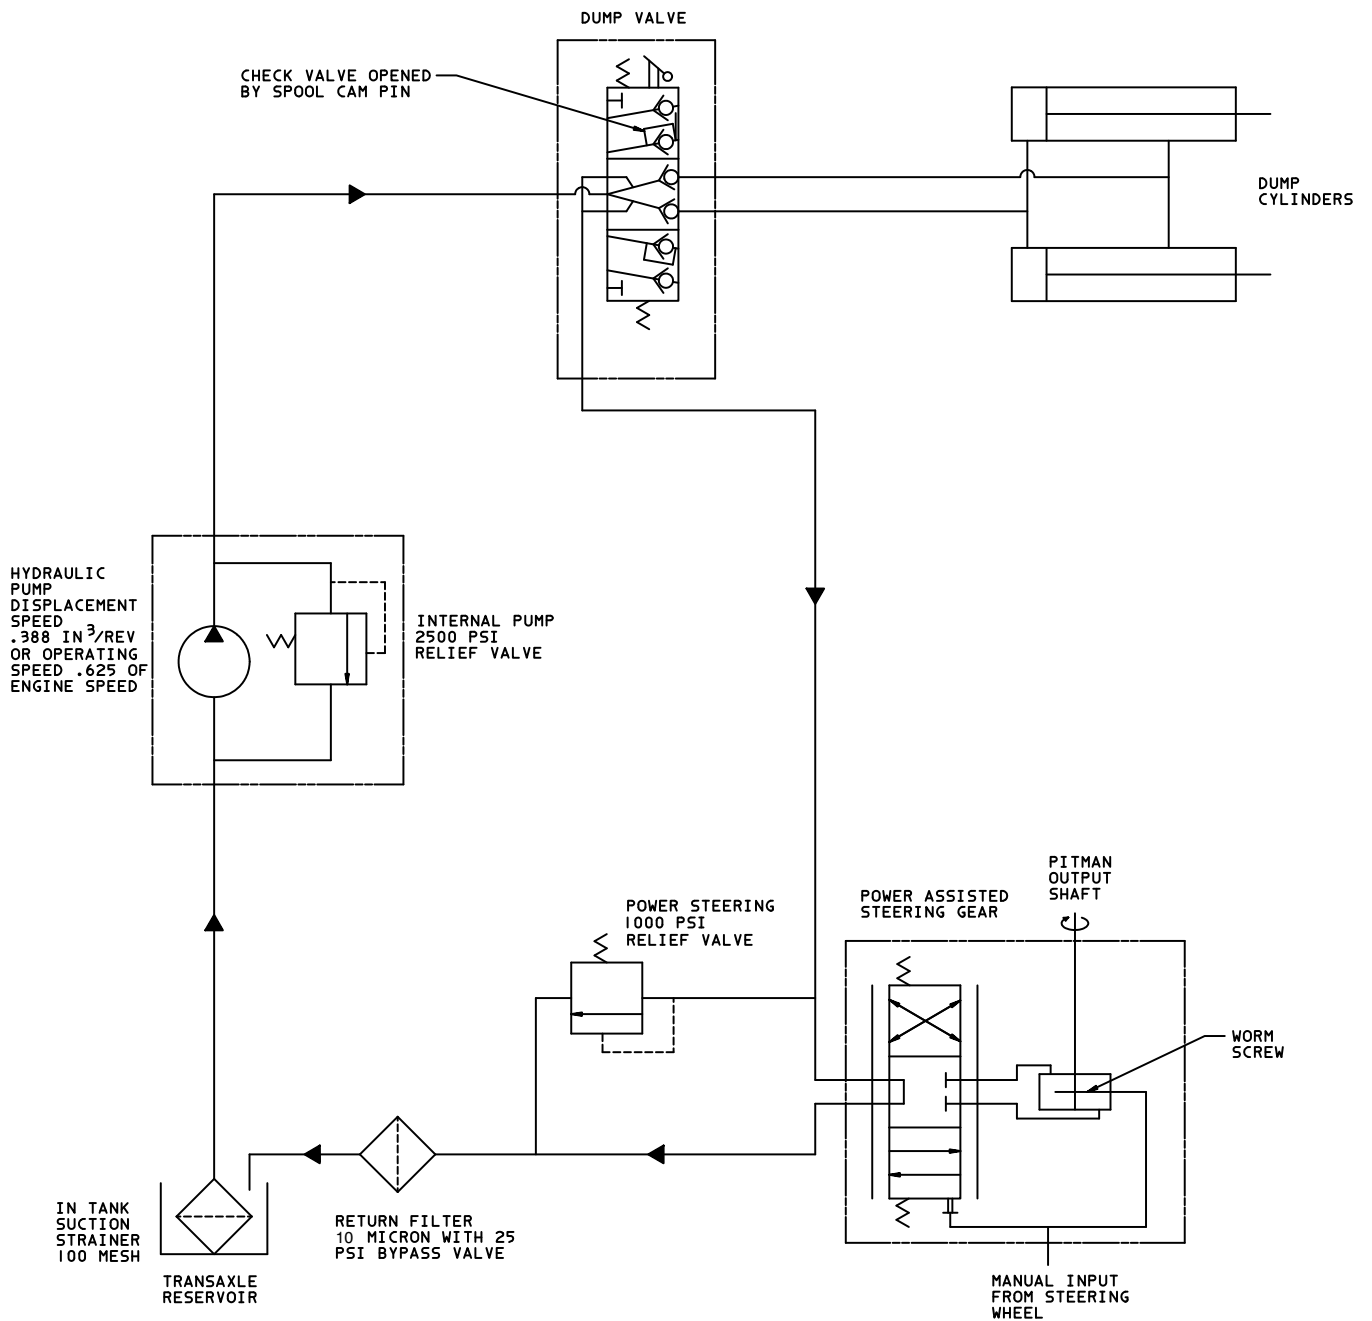 DUMP VALVE
CHECK VALVE OPENED
BY SPOOL CAM PIN
DUMP
CYLINDERS
HYDRAULIC
PUMP
DISPLACEMENT
SPEED
.388 IN³/REV
OR OPERATING
SPEED .625 OF
ENGINE SPEED
INTERNAL PUMP
2500 PSI
RELIEF VALVE
PITMAN
OUTPUT
SHAFT
POWER ASSISTED
STEERING GEAR
POWER STEERING
1000 PSI
RELIEF VALVE
WORM
SCREW
IN TANK
SUCTION
STRAINER
100 MESH
RETURN FILTER
10 MICRON WITH 25
PSI BYPASS VALVE
TRANSAXLE
RESERVOIR
MANUAL INPUT
FROM STEERING
WHEEL